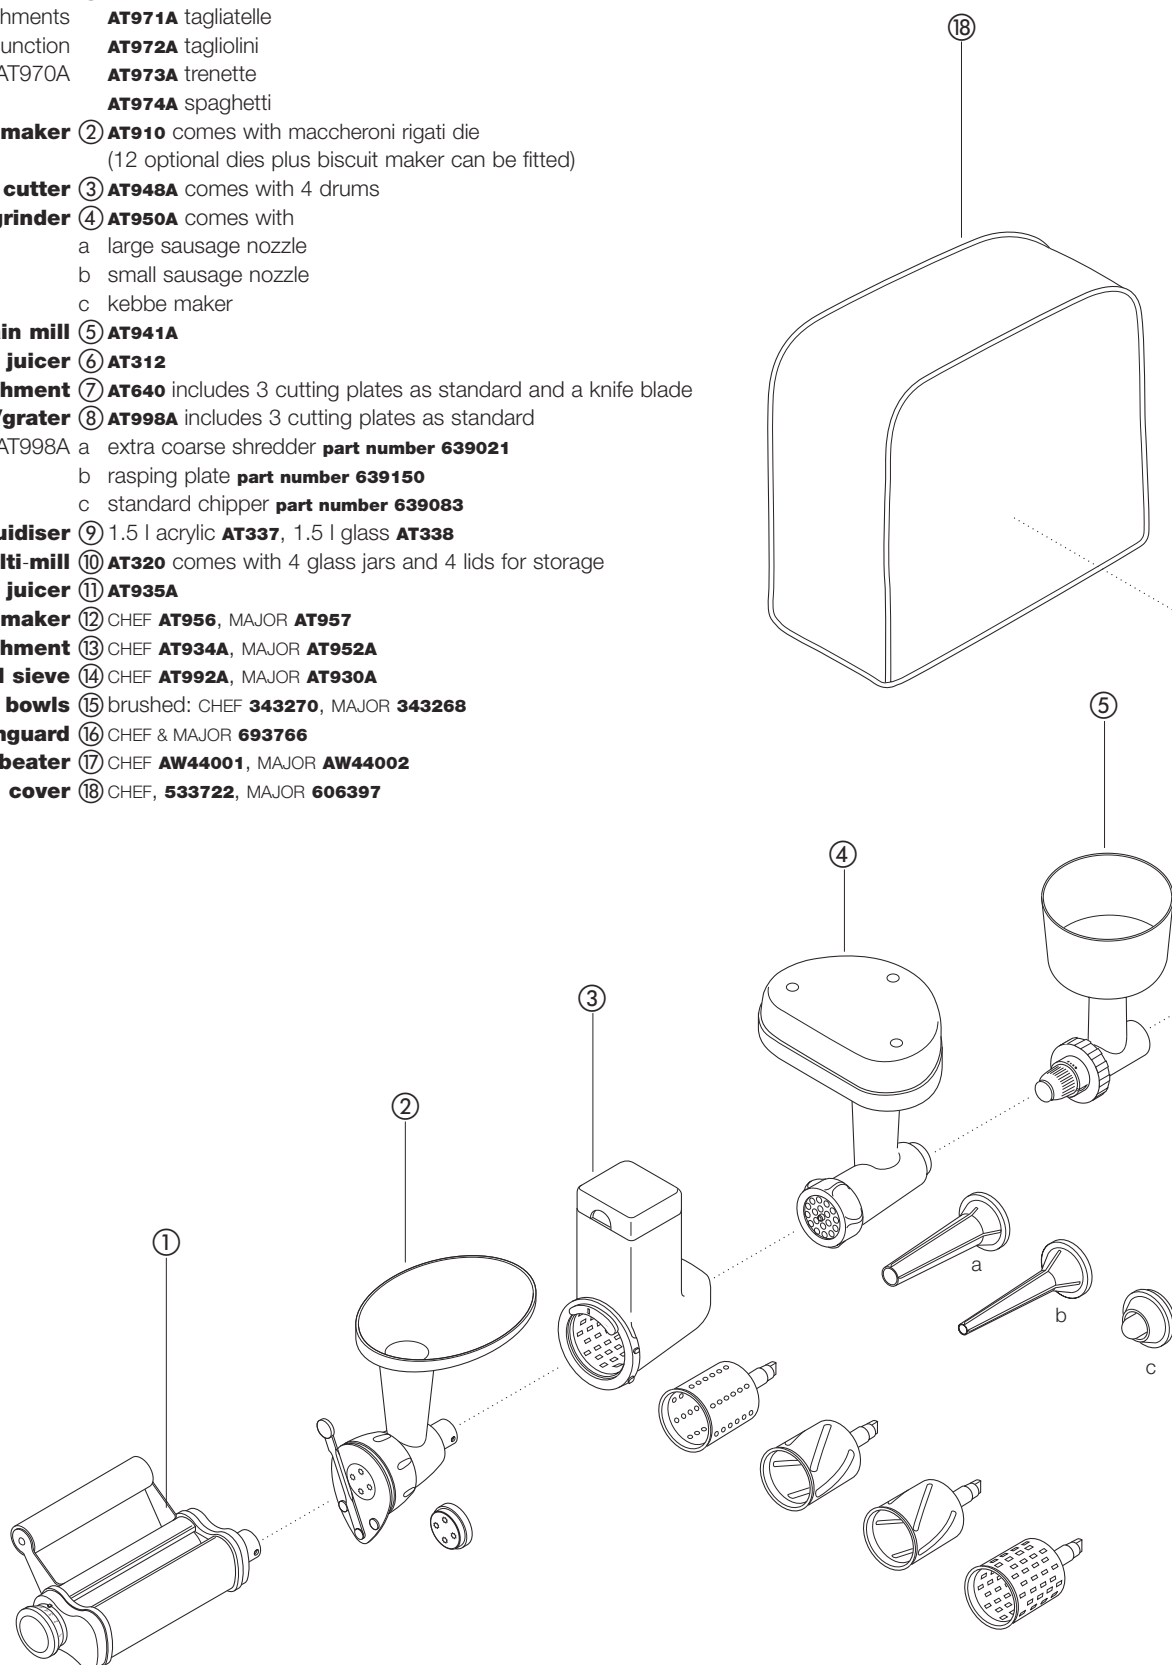 hments AT971A tagliatelle
unction AT972A tagliolini
AT970A AT973A trenette
AT974A spaghetti
maker ② AT910 comes with maccheroni rigati die
(12 optional dies plus biscuit maker can be fitted)
cutter ③ AT948A comes with 4 drums
grinder ④ AT950A comes with
a large sausage nozzle
b small sausage nozzle
c kebbe maker
in mill ⑤ AT941A
juicer ⑥ AT312
hment ⑦ AT640 includes 3 cutting plates as standard and a knife blade
/grater ⑧ AT998A includes 3 cutting plates as standard
AT998A a extra coarse shredder part number 639021
b rasping plate part number 639150
c standard chipper part number 639083
uidiser ⑨ 1.5 l acrylic AT337, 1.5 l glass AT338
lti-mill ⑩ AT320 comes with 4 glass jars and 4 lids for storage
juicer ⑪ AT935A
maker ⑫ CHEF AT956, MAJOR AT957
hment ⑬ CHEF AT934A, MAJOR AT952A
l sieve ⑭ CHEF AT992A, MAJOR AT930A
bowls ⑮ brushed: CHEF 343270, MAJOR 343268
hguard ⑯ CHEF & MAJOR 693766
beater ⑰ CHEF AW44001, MAJOR AW44002
cover ⑱ CHEF, 533722, MAJOR 606397
⑱
⑤
④
③
②
①
a
b
c